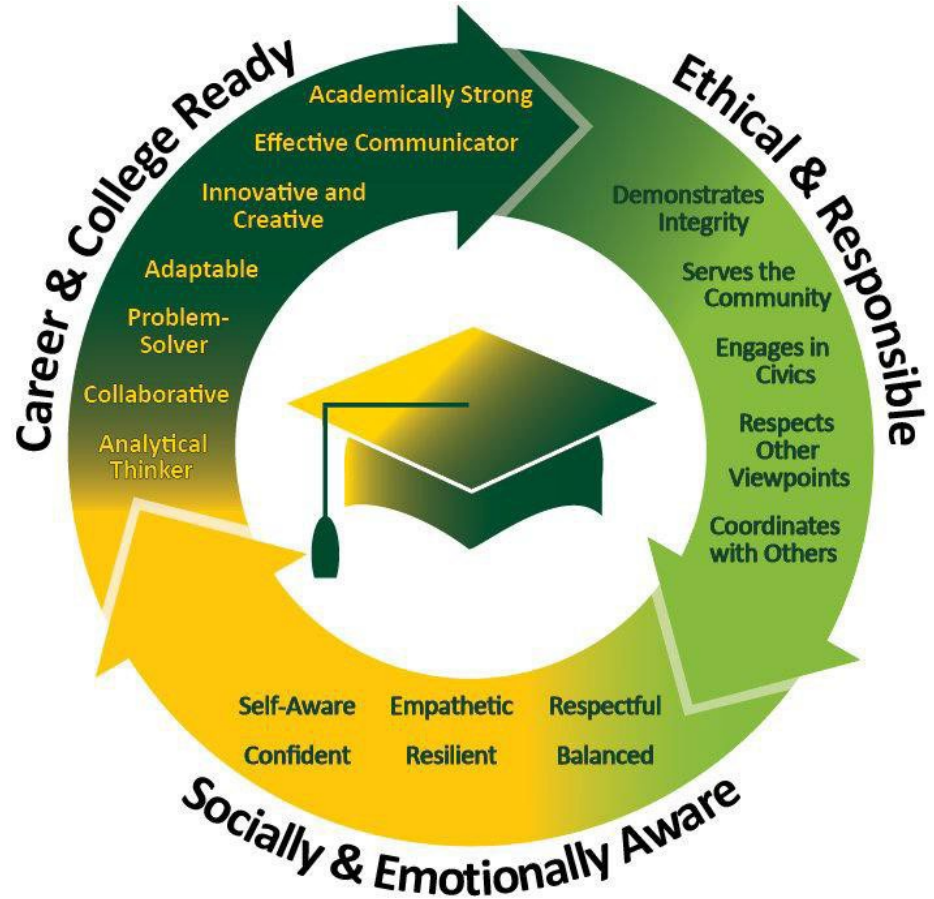 Career & College Ready
Academically Strong
Effective Communicator
Innovative and
Creative
Adaptable
Problem-
Solver
Collaborative
Analytical
Thinker
Ethical & Responsible
Demonstrates
Integrity
Serves the
Community
Engages in
Civics
Respects
Other
Viewpoints
Coordinates
with Others
Self-Aware Empathetic Respectful
Confident Resilient Balanced
Socially & Emotionally Aware